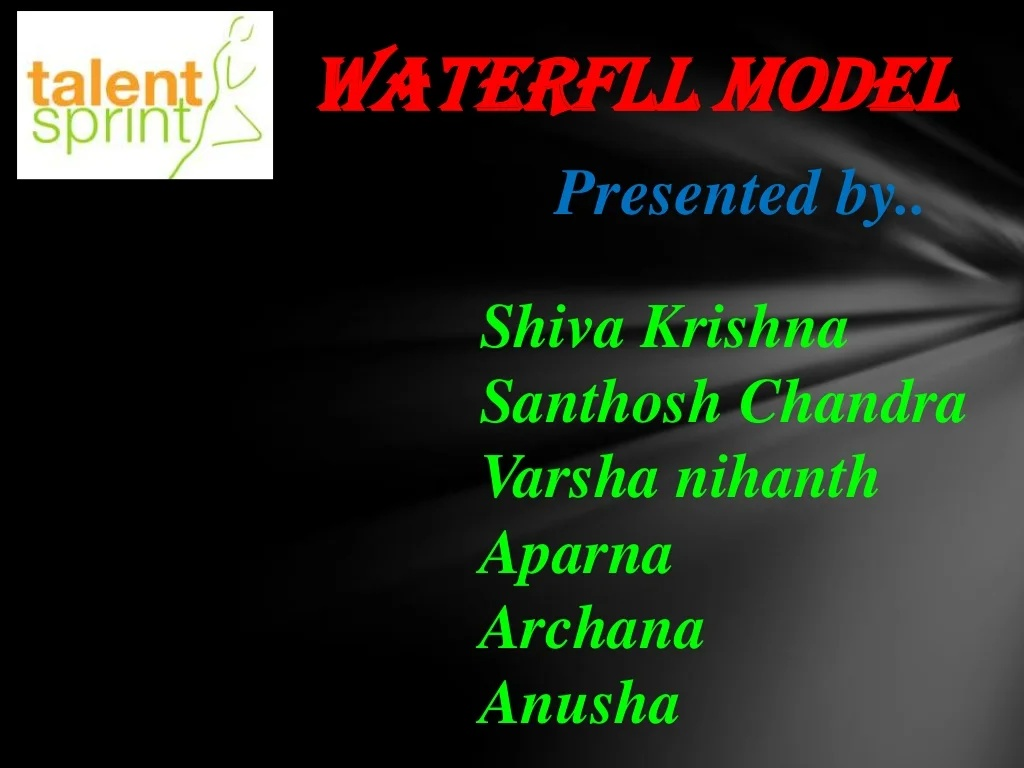 talent
sprint
WATERFLL MODEL
Presented by..
Shiva Krishna
Santhosh Chandra
Varsha nihanth
Aparna
Archana
Anusha